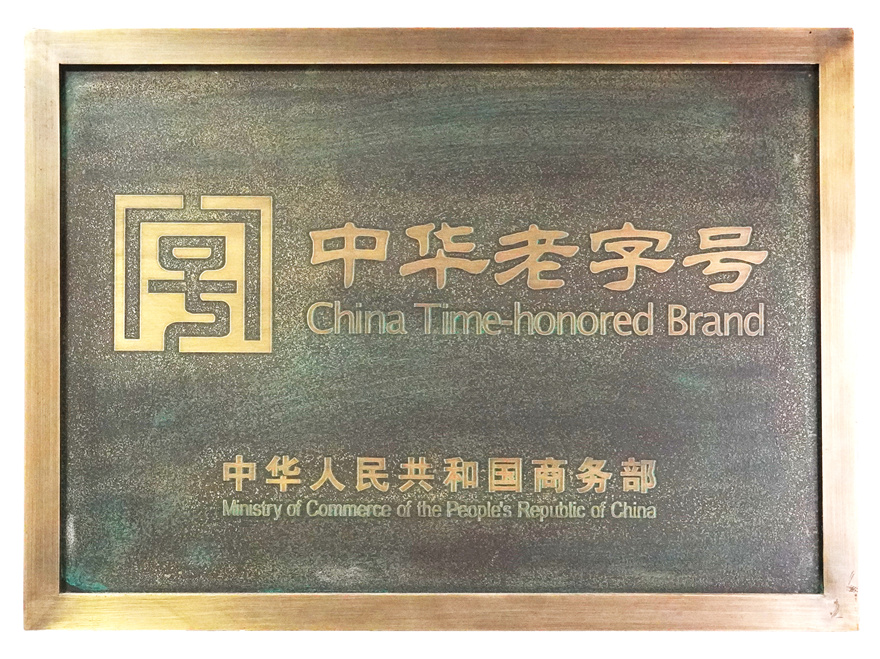 中华老字号
China Time-honored Brand
中华人民共和国商务部
Ministry of Commerce of the People's Republic of China